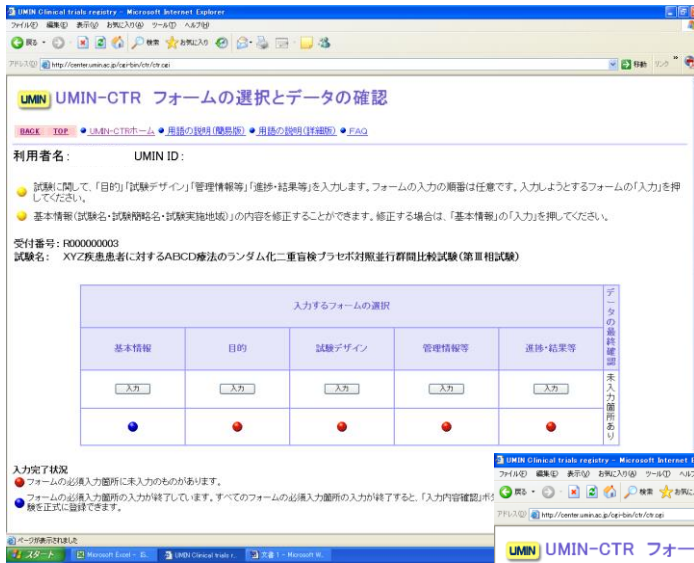 UMIN Clinical trials registry - Microsoft Internet Explorer
ファイル(F) 編集(E) 表示(V) お気に入り(A) ツール(T) ヘルプ(H)
戻る 検索 お気に入り
アドレス(D) http://center.umin.ac.jp/cgi-bin/ctr/ctr.cgi 移動 リンク
UMIN UMIN-CTR フォームの選択とデータの確認
BACK TOP ●UMIN-CTRホーム ●用語の説明(簡易版) ●用語の説明(詳細版) ●FAQ
利用者名: UMIN ID:
試験に関して、「目的」「試験デザイン」「管理情報等」「進捗・結果等」を入力します。フォームの入力の順番は任意です。入力しようとするフォームの「入力」を押
してください。
基本情報(試験名・試験簡略名・試験実施地域)の内容を修正することができます。修正する場合は、「基本情報」の「入力」を押してください。
受付番号: R000000003
試験名: XYZ疾患患者に対するABCD療法のランダム化二重盲検プラセボ対照並行群間比較試験(第Ⅲ相試験)
入力するフォームの選択
データの最終確認
基本情報 目的 試験デザイン 管理情報等 進捗・結果等
入力 入力 入力 入力 入力
未入力箇所あり
入力完了状況
フォームの必須入力箇所に未入力のものがあります。
フォームの必須入力箇所の入力が終了しています。すべてのフォームの必須入力箇所の入力が終了すると、「入力内容確認」ボ
験を正式に登録できます。
ページが表示されました
スタート Microsoft Excel - UMIN Clinical trials r... 文書 1 - Microsoft W...
UMIN Clinical trials registry - Microsoft Internet E
ファイル(F) 編集(E) 表示(V) お気に入り(A) ツール(T)
戻る 検索
アドレス(D) http://center.umin.ac.jp/cgi-bin/ctr/ctr.cgi
UMIN UMIN-CTR フォー